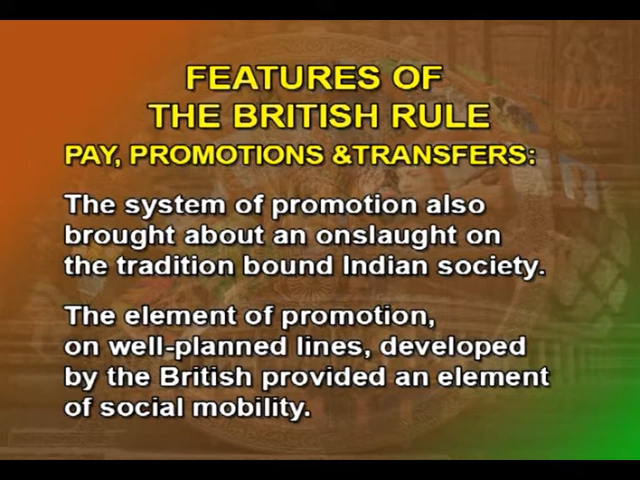 FEATURES OF
THE BRITISH RULE
PAY, PROMOTIONS &TRANSFERS:
The system of promotion also
brought about an onslaught on
the tradition bound Indian society.
The element of promotion,
on well-planned lines, developed
by the British provided an element
of social mobility.